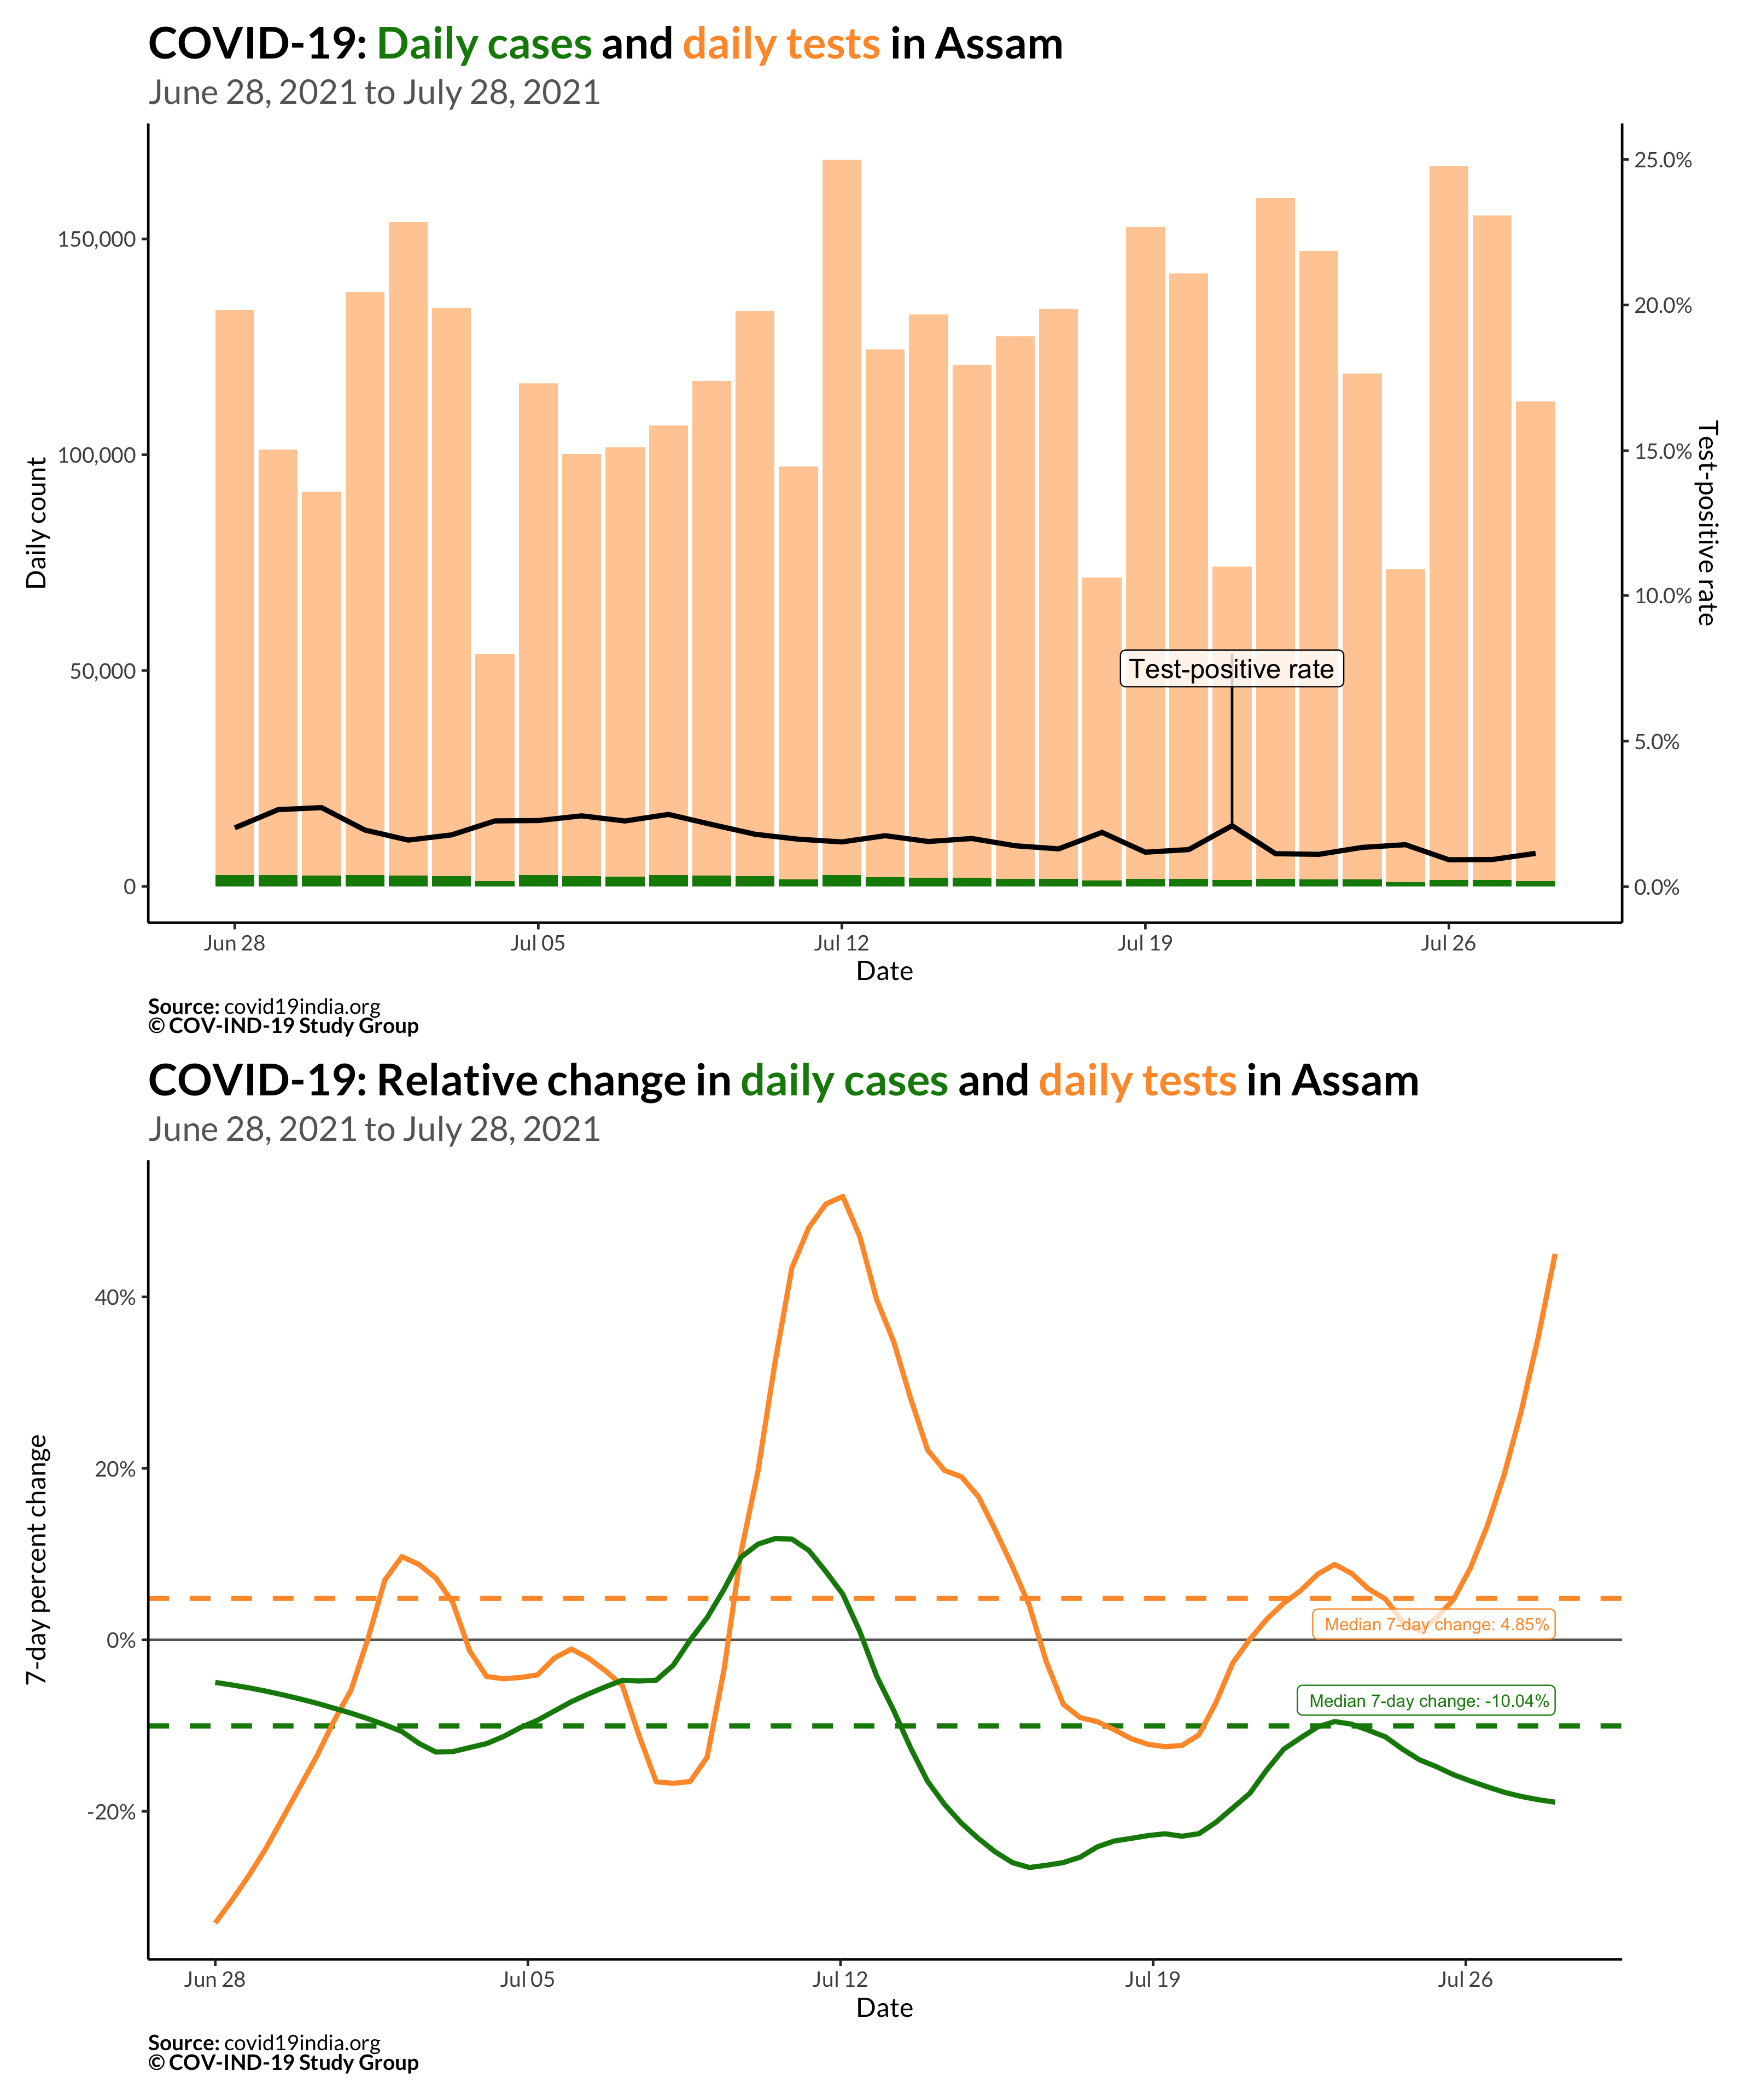 COVID-19: Daily cases and daily tests in Assam
June 28, 2021 to July 28, 2021
Daily count
150,000
100,000
50,000
0
25.0%
20.0%
15.0%
10.0%
5.0%
0.0%
Test-positive rate
Test-positive rate
Jun 28
Jul 05
Jul 12
Jul 19
Jul 26
Date
Source: covid19india.org
© COV-IND-19 Study Group
COVID-19: Relative change in daily cases and daily tests in Assam
June 28, 2021 to July 28, 2021
7-day percent change
40%
20%
0%
-20%
Median 7-day change: 4.85%
Median 7-day change: -10.04%
Jun 28
Jul 05
Jul 12
Jul 19
Jul 26
Date
Source: covid19india.org
© COV-IND-19 Study Group